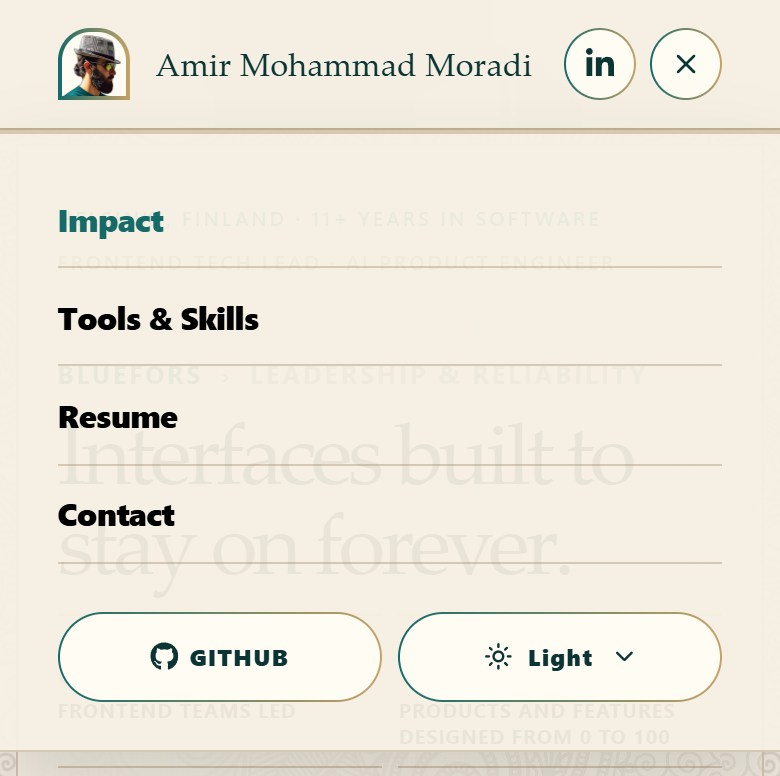 Amir Mohammad Moradi
in
Impact
FINLAND · 11+ YEARS IN SOFTWARE
FRONTEND TECH LEAD · AI PRODUCT ENGINEER
Tools & Skills
BLUEFORS › LEADERSHIP & RELIABILITY
Resume
Interfaces built to
Contact
stay on forever.
GITHUB
Light
FRONTEND TEAMS LED
PRODUCTS AND FEATURES
DESIGNED FROM 0 TO 100